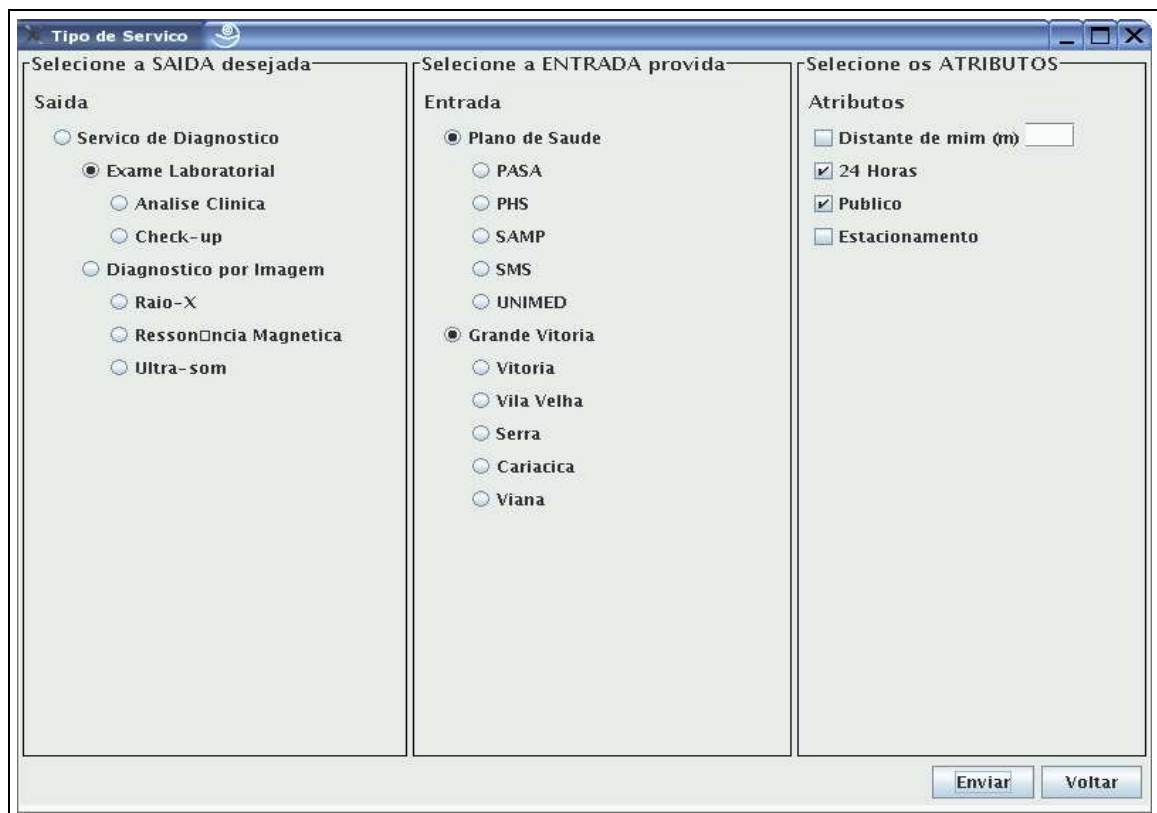 Tipo de Servico
Selecione a SAIDA desejada
Saida
Servico de Diagnostico
Exame Laboratorial
Analise Clinica
Check-up
Diagnostico por Imagem
Raio-X
Resson□ncia Magnetica
Ultra-som
Selecione a ENTRADA provida
Entrada
Plano de Saude
PASA
PHS
SAMP
SMS
UNIMED
Grande Vitoria
Vitoria
Vila Velha
Serra
Cariacica
Viana
Selecione os ATRIBUTOS
Atributos
Distante de mim (m)
24 Horas
Publico
Estacionamento
Enviar
Voltar